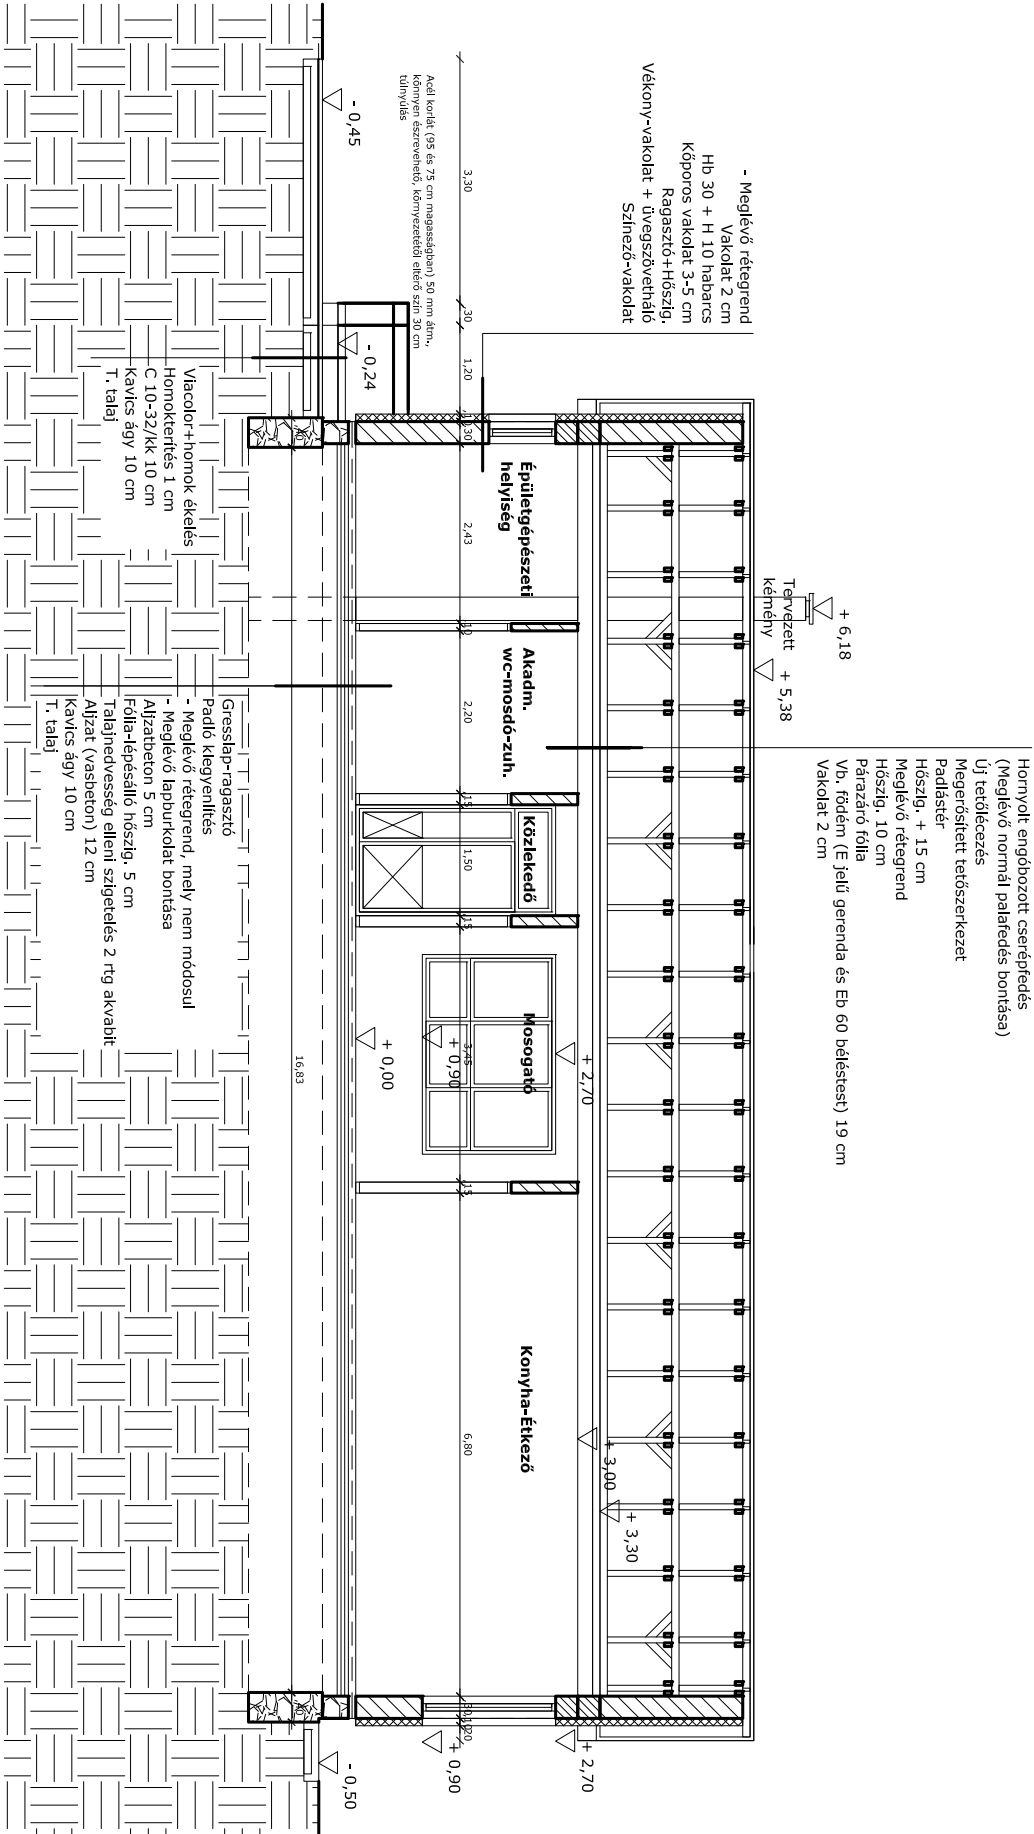 Hornyolt engóbozott cserépfedés
(Meglévő normál palafedés bontása)
Új tetőlécezés
Megerősített tetőszerkezet
Padlástér
Hőszig. + 15 cm
Meglévő rétegrend
Hőszig. 10 cm
Párazáró fólia
Vb. födém (E jelű gerenda és Eb 60 béléstest) 19 cm
Vakolat 2 cm
- Meglévő rétegrend
Vakolat 2 cm
Hb 30 + H 10 habarcs
Kőporos vakolat 3-5 cm
Ragasztó+Hőszig.
Vékony-vakolat + üvegszövetháló
Színező-vakolat
+ 6,18
Tervezett
kémény
+ 5,38
+ 3,30
+ 3,00
+ 2,70
+ 2,70
Épületgépészeti
helyiség
Akadm.
wc-mosdó-zuh.
Közlekedő
Mosogató
Konyha-Étkező
3,30
30
1,20
30
2,43
10
2,20
15
1,50
15
3,45
15
6,80
30
10
20
+ 0,90
+ 0,90
Acél korlát (95 és 75 cm magasságban) 50 mm átm.,
könnyen észrevehető, környezetétől eltérő szín 30 cm
túlnyúlás
+ 0,00
- 0,24
- 0,45
- 0,50
40
16,83
40
Viacolor+homok ékelés
Homokterítés 1 cm
C 10-32/kk 10 cm
Kavics ágy 10 cm
T. talaj
Gresslap-ragasztó
Padló kiegyenlítés
- Meglévő rétegrend, mely nem módosul
- Meglévő lapburkolat bontása
Aljzatbeton 5 cm
Fólia-lépésálló hőszig. 5 cm
Talajnedvesség elleni szigetelés 2 rtg akvabit
Aljzat (vasbeton) 12 cm
Kavics ágy 10 cm
T. talaj